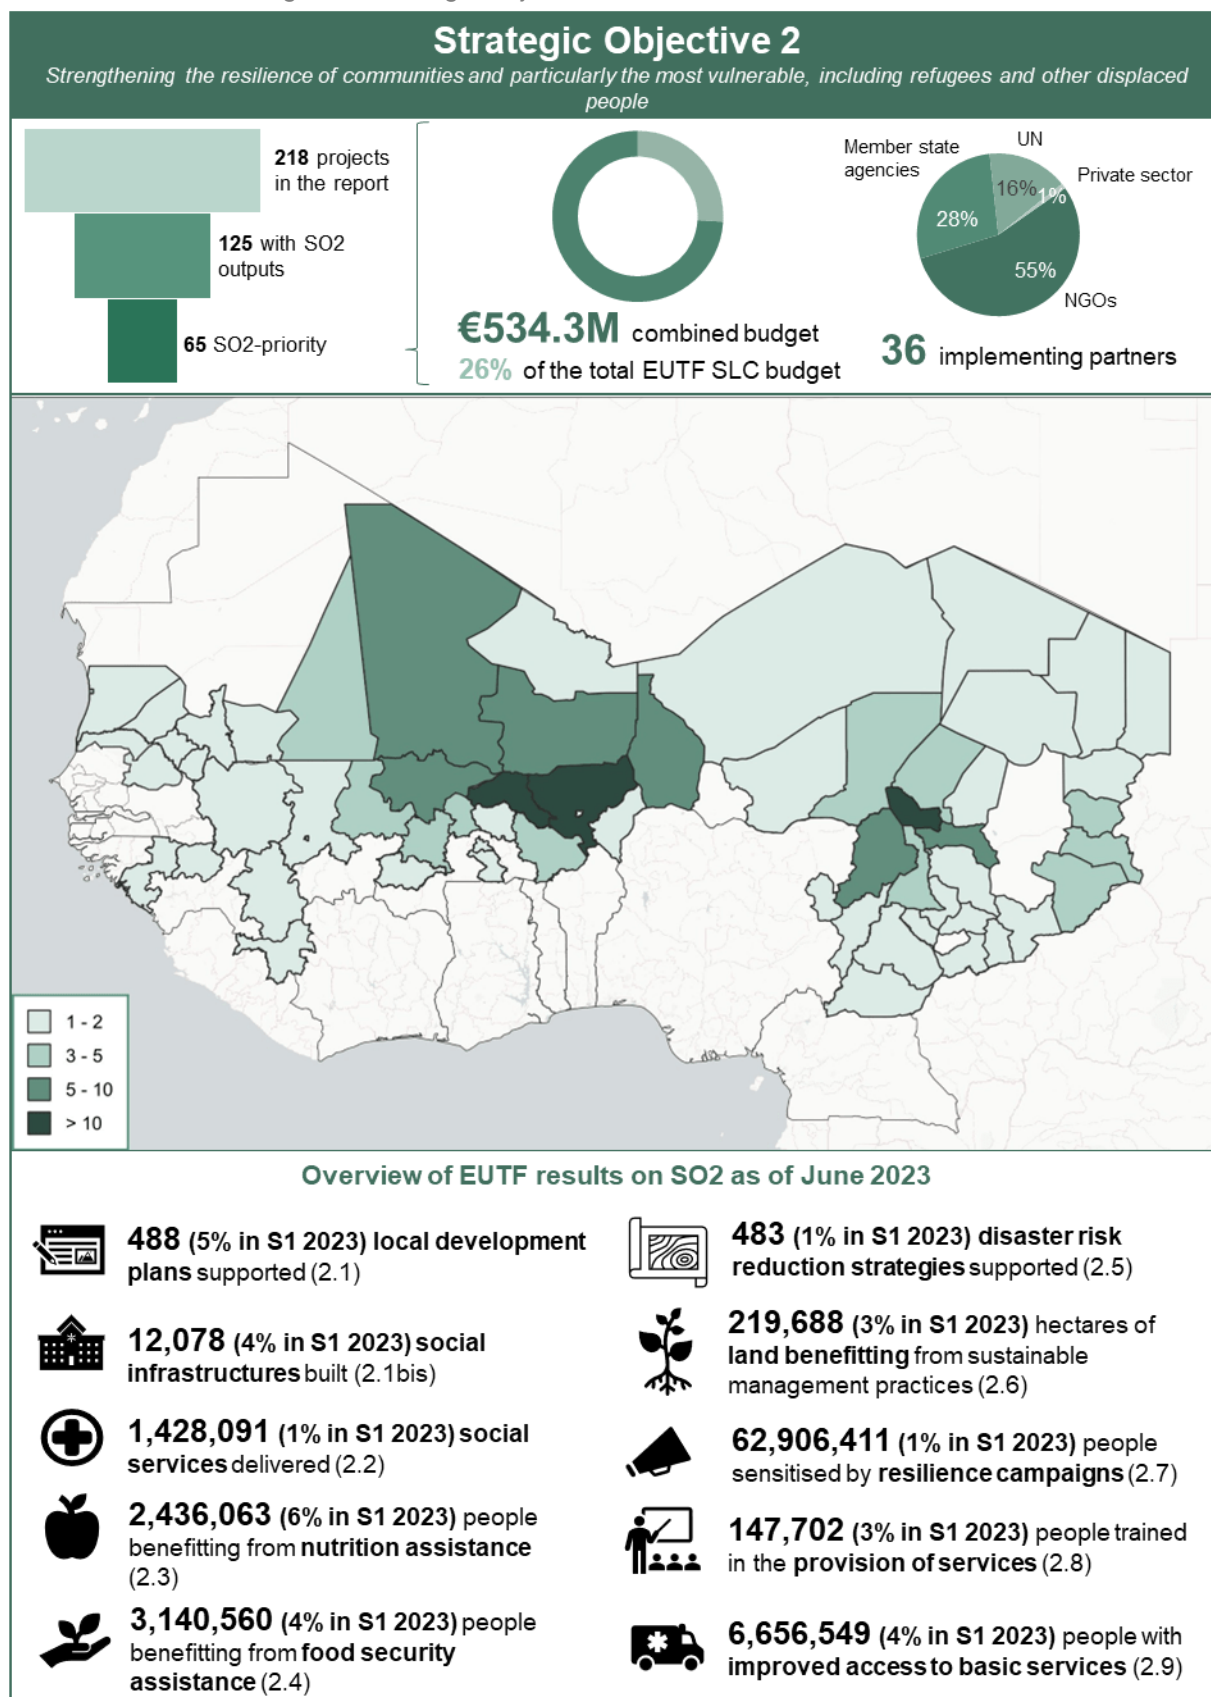 Strategic Objective 2
Strengthening the resilience of communities and particularly the most vulnerable, including refugees and other displaced
people
218 projects
in the report
125 with SO2
outputs
65 SO2-priority
€534.3M combined budget
26% of the total EUTF SLC budget
Member state
agencies
UN
Private sector
16%
1%
28%
55%
NGOs
36 implementing partners
1 - 2
3 - 5
5 - 10
> 10
Overview of EUTF results on SO2 as of June 2023
488 (5% in S1 2023) local development
plans supported (2.1)
12,078 (4% in S1 2023) social
infrastructures built (2.1bis)
1,428,091 (1% in S1 2023) social
services delivered (2.2)
2,436,063 (6% in S1 2023) people
benefitting from nutrition assistance
(2.3)
3,140,560 (4% in S1 2023) people
benefitting from food security
assistance (2.4)
483 (1% in S1 2023) disaster risk
reduction strategies supported (2.5)
219,688 (3% in S1 2023) hectares of
land benefitting from sustainable
management practices (2.6)
62,906,411 (1% in S1 2023) people
sensitised by resilience campaigns (2.7)
147,702 (3% in S1 2023) people trained
in the provision of services (2.8)
6,656,549 (4% in S1 2023) people with
improved access to basic services (2.9)